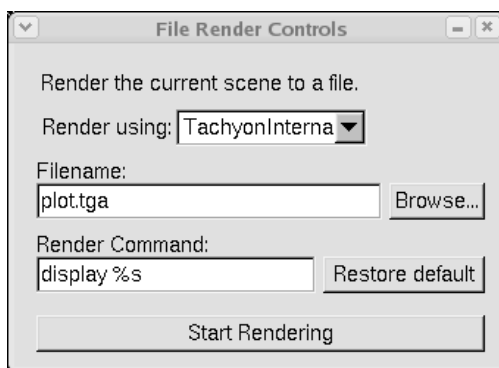 File Render Controls
Render the current scene to a file.
Render using: TachyonInterna
Filename:
plot.tga Browse...
Render Command:
display %s Restore default
Start Rendering